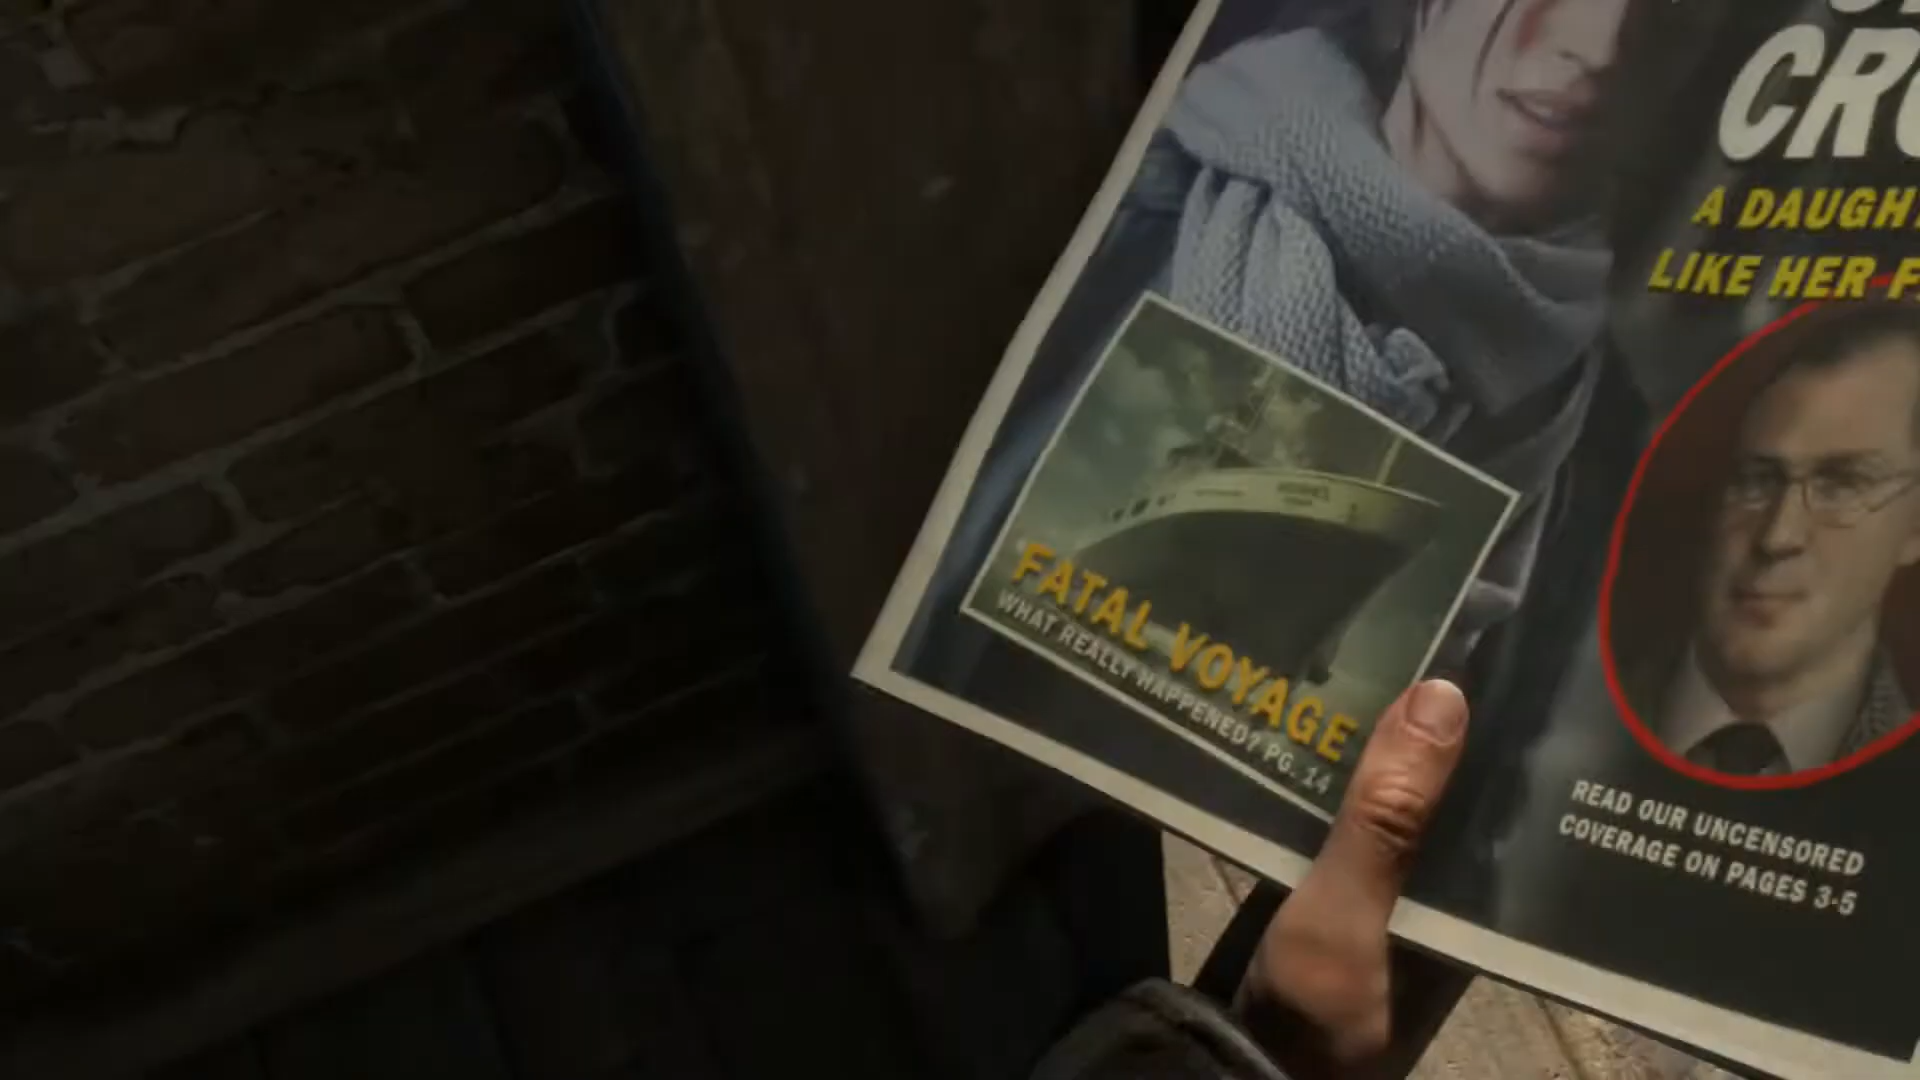 CR
A DAUGH
LIKE HER F
FATAL VOYAGE
WHAT REALLY HAPPENED? PG. 14
READ OUR UNCENSORED
COVERAGE ON PAGES 3-5